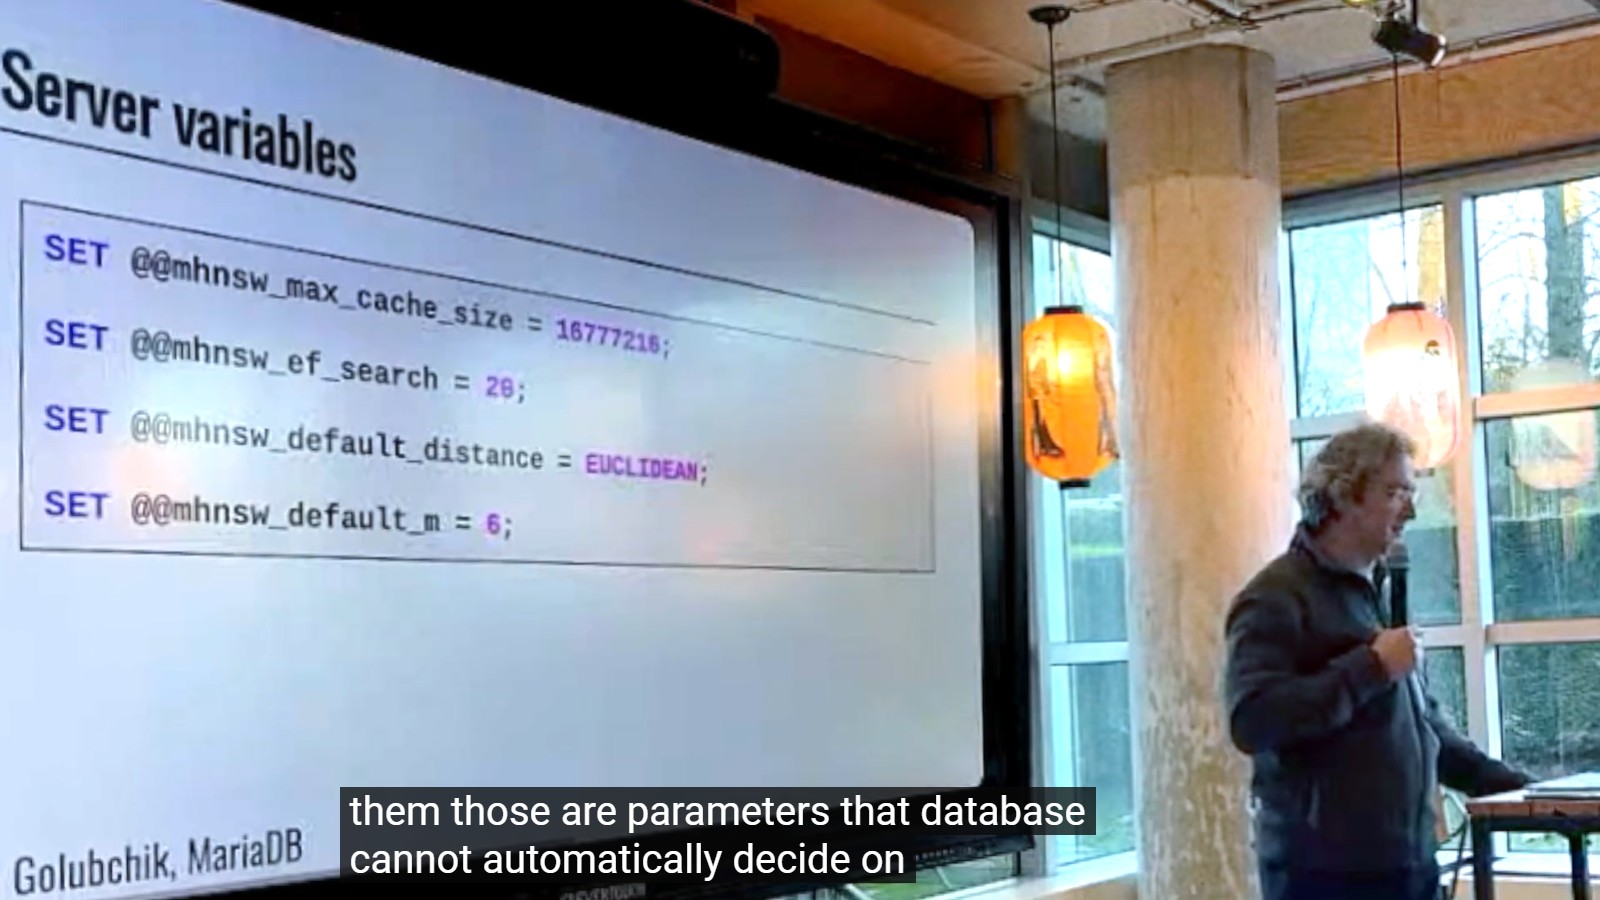 Server variables
SET @@mhnsw_max_cache_size = 16777216;
SET @@mhnsw_ef_search = 20;
SET @@mhnsw_default_distance = EUCLIDEAN;
SET @@mhnsw_default_m = 6;
Golubchik, MariaDB
them those are parameters that database
cannot automatically decide on